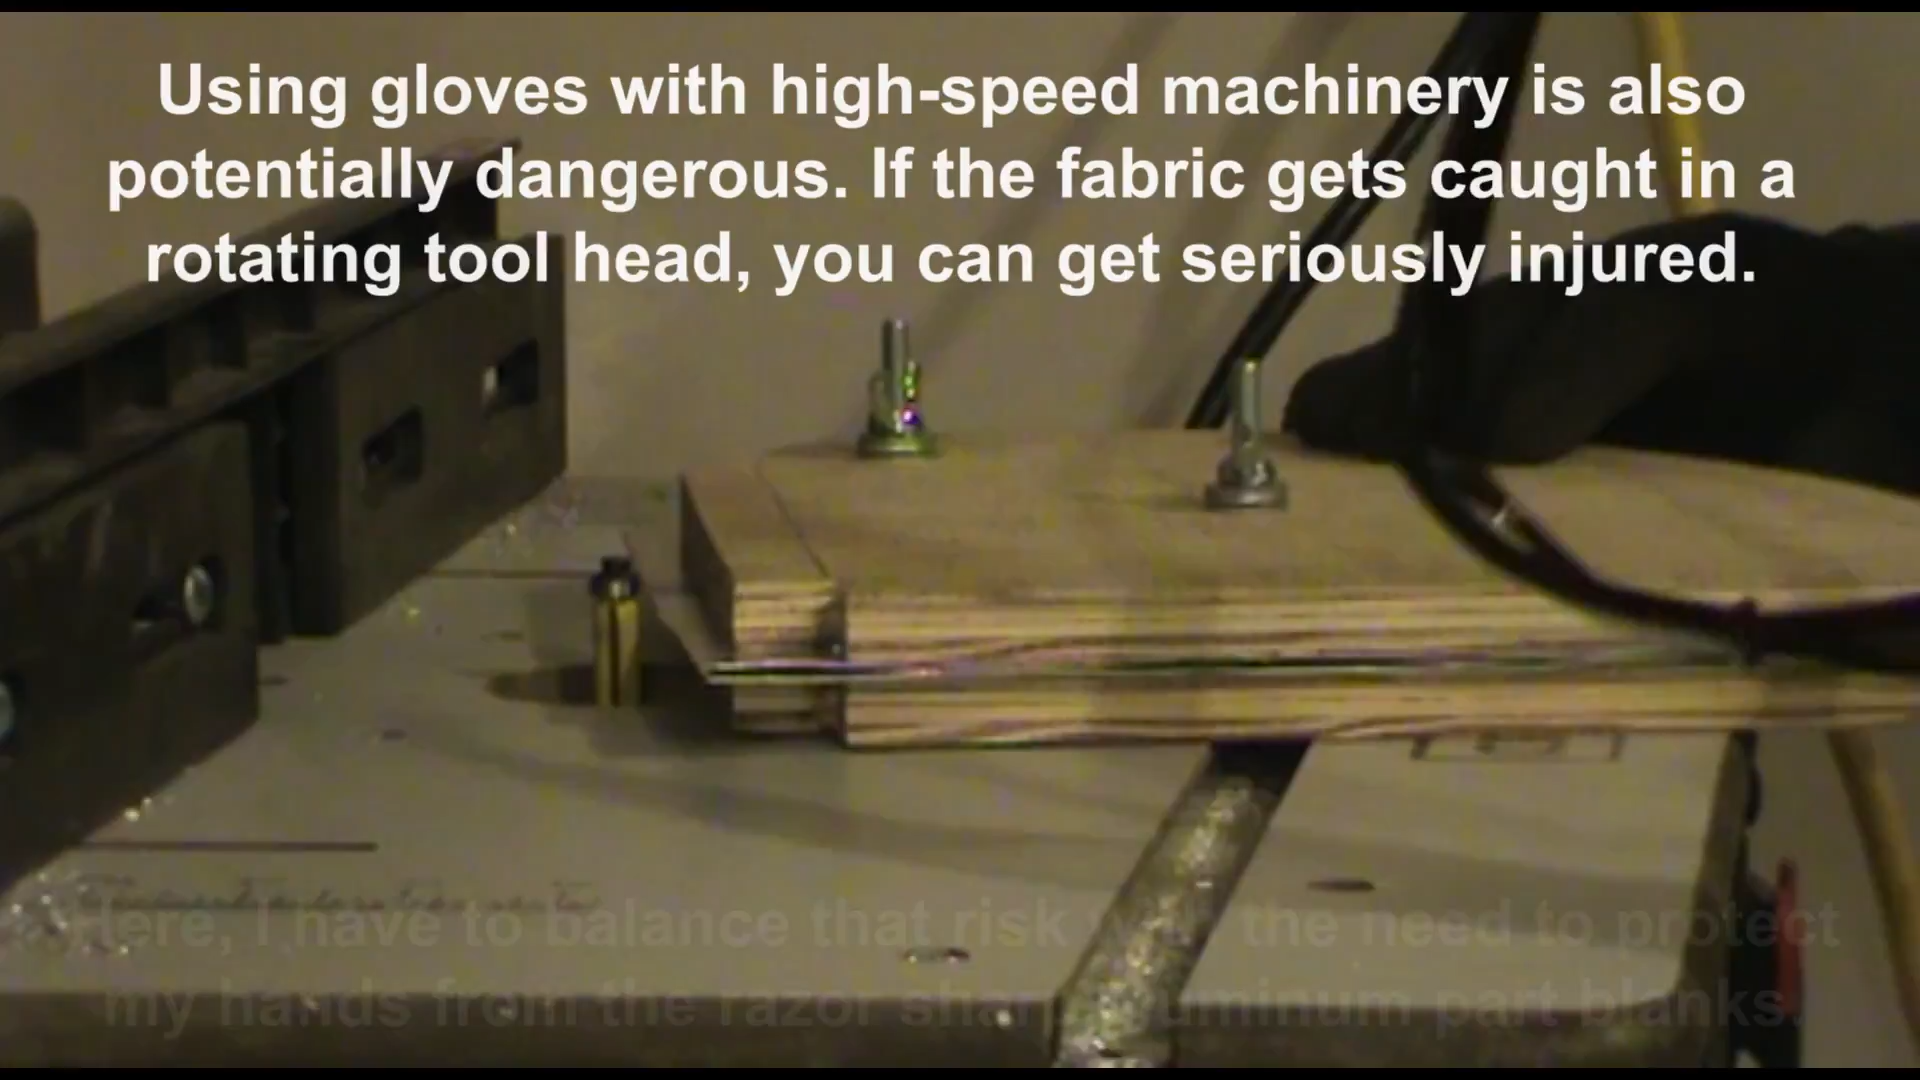 Using gloves with high-speed machinery is also
potentially dangerous. If the fabric gets caught in a
rotating tool head, you can get seriously injured.
Here, I have to balance that risk with the need to protect
my hands from the razor sharp aluminum part blanks.